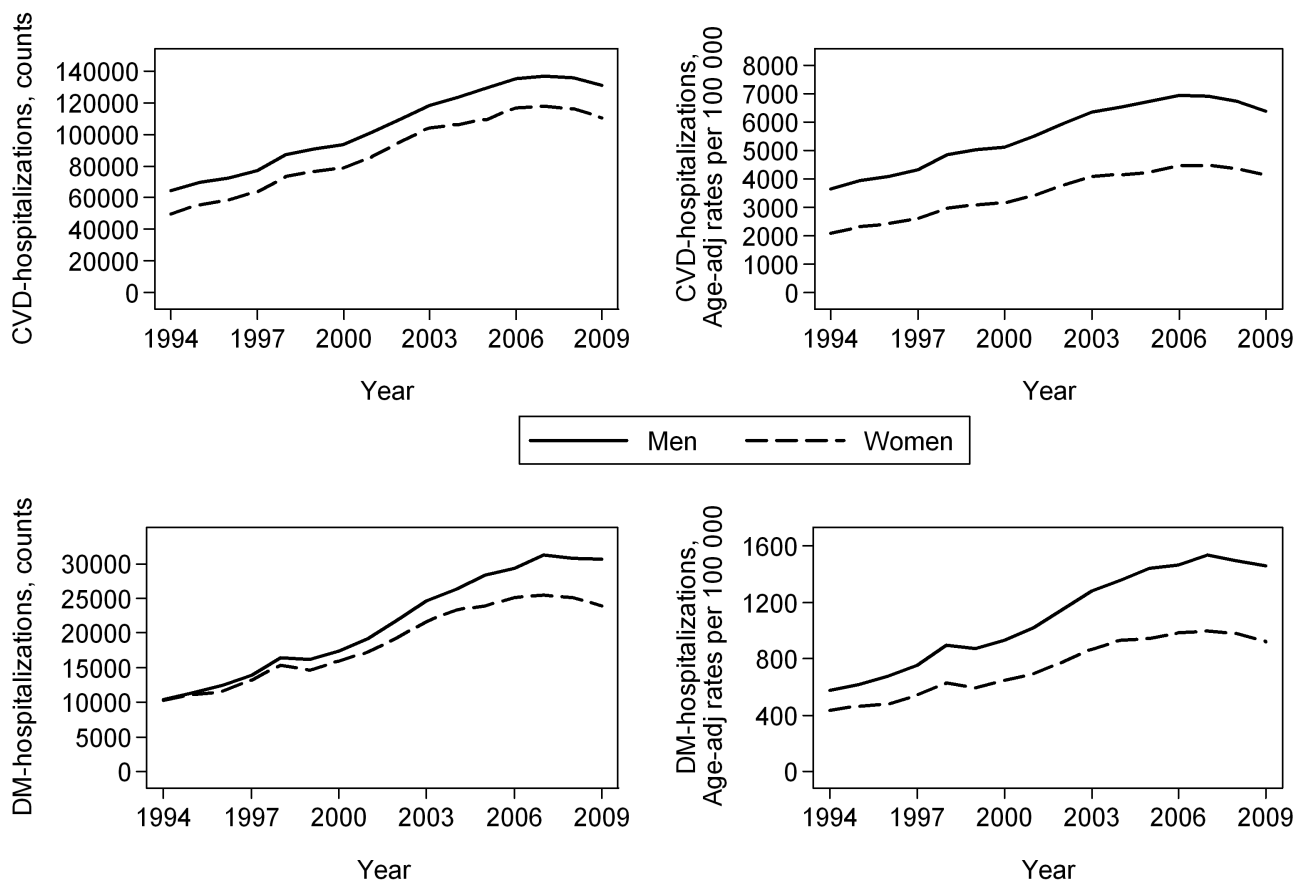 CVD-hospitalizations, counts
140000
120000
100000
80000
60000
40000
20000
0
1994 1997 2000 2003 2006 2009
Year
CVD-hospitalizations,
Age-adj rates per 100 000
8000
7000
6000
5000
4000
3000
2000
1000
0
1994 1997 2000 2003 2006 2009
Year
Men Women
DM-hospitalizations, counts
30000
25000
20000
15000
10000
5000
0
1994 1997 2000 2003 2006 2009
Year
DM-hospitalizations,
Age-adj rates per 100 000
1600
1200
800
400
0
1994 1997 2000 2003 2006 2009
Year